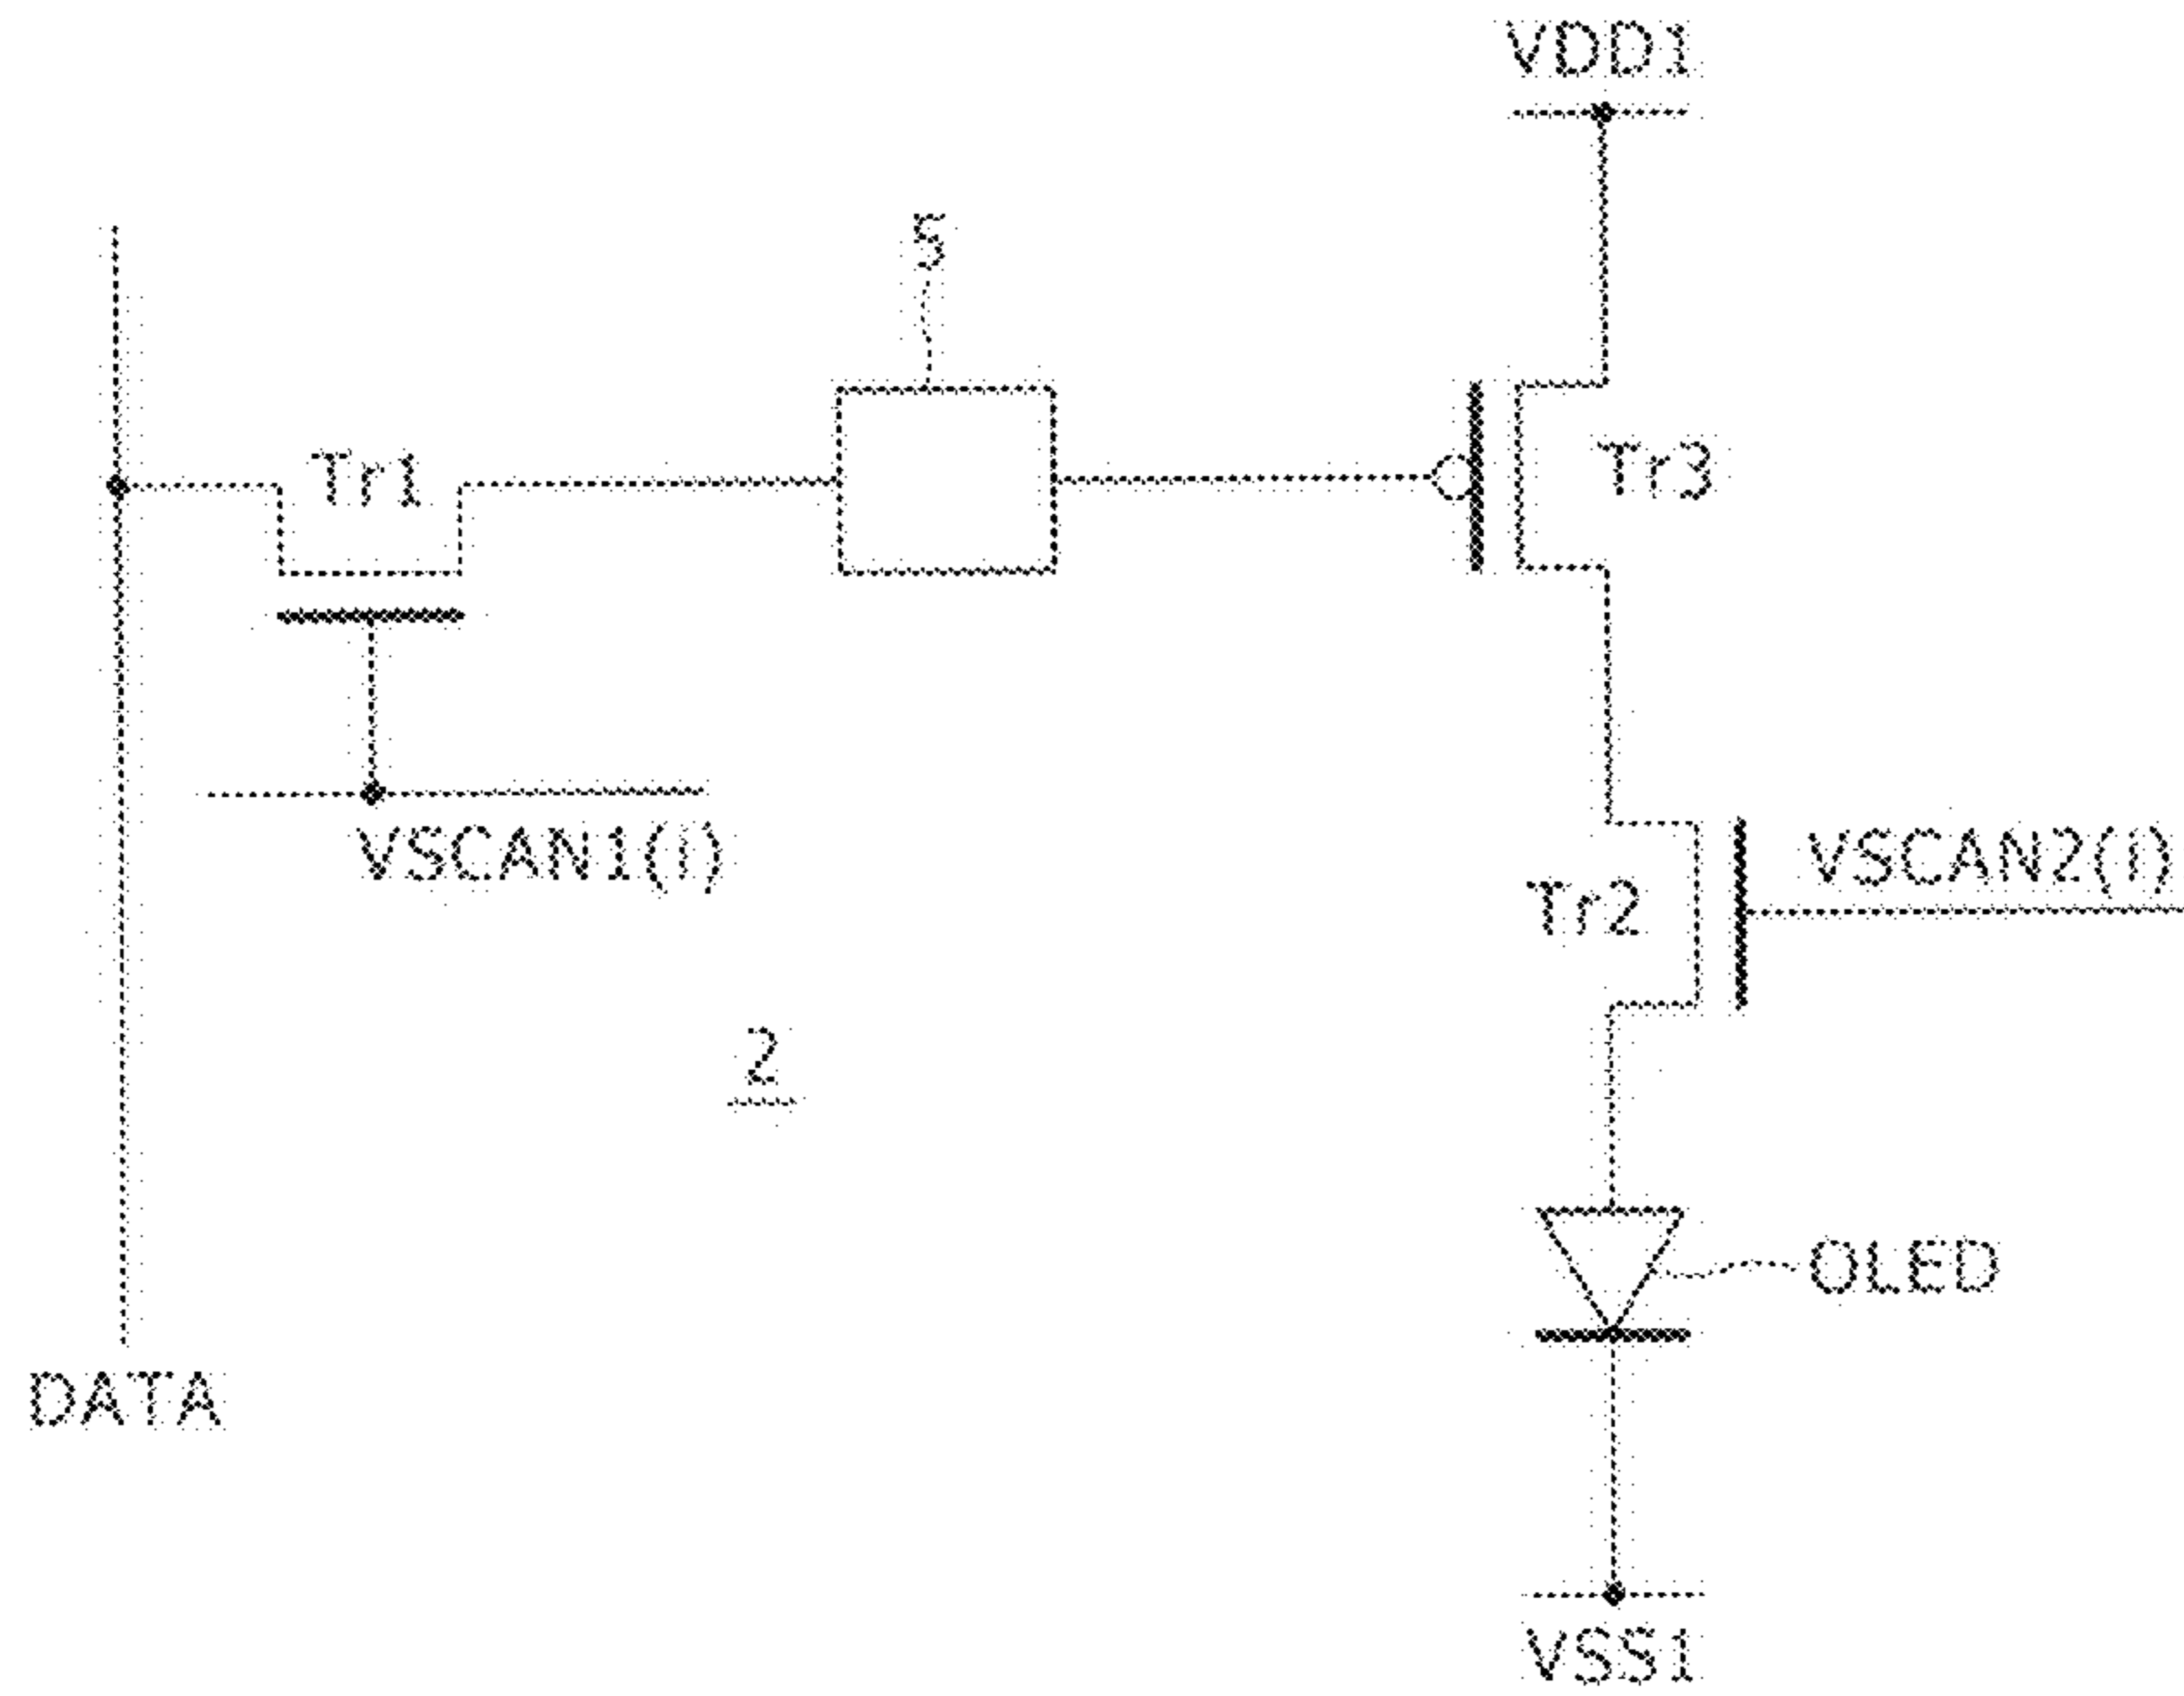 VDD1
5
Tr1
Tr3
VSCAN1(I)
VSCAN2(I)
Tr2
2
OLED
DATA
VSS1